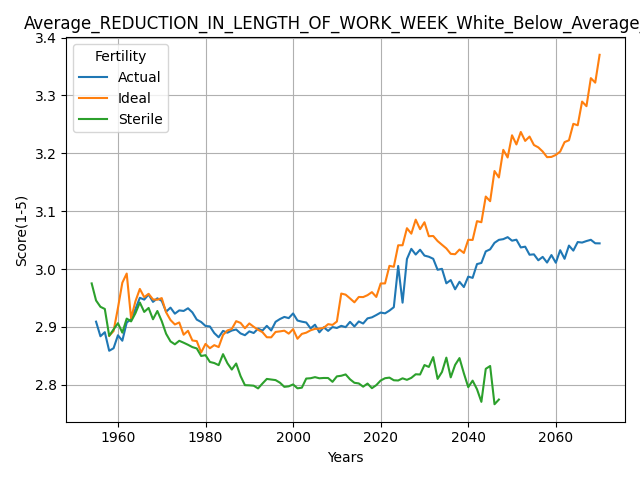 Average_REDUCTION_IN_LENGTH_OF_WORK_WEEK_White_Below_Average_
Fertility
Actual
Ideal
Sterile
3.4
3.3
3.2
3.1
3.0
2.9
2.8
Score(1-5)
1960 1980 2000 2020 2040 2060
Years